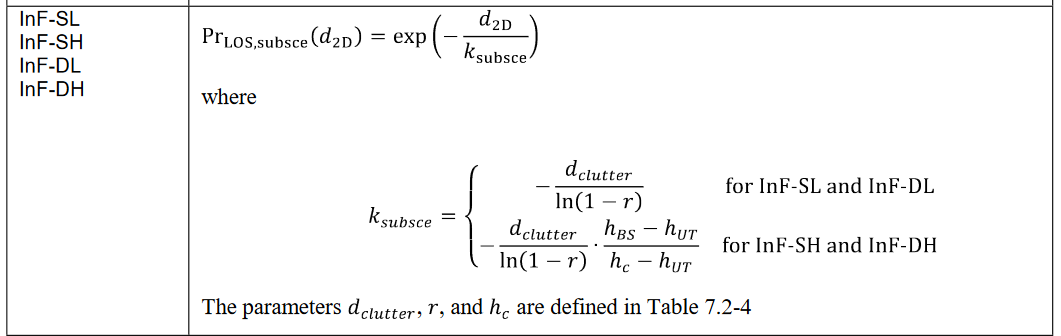 InF-SL
InF-SH
InF-DL
InF-DH
Pr_LOS,subsce(d_2D) = exp(−d_2D/k_subsce)
where
k_subsce = { −d_clutter/ln(1 − r) for InF-SL and InF-DL
−d_clutter/ln(1 − r) · (h_BS − h_UT)/(h_c − h_UT) for InF-SH and InF-DH
The parameters d_clutter, r, and h_c are defined in Table 7.2-4